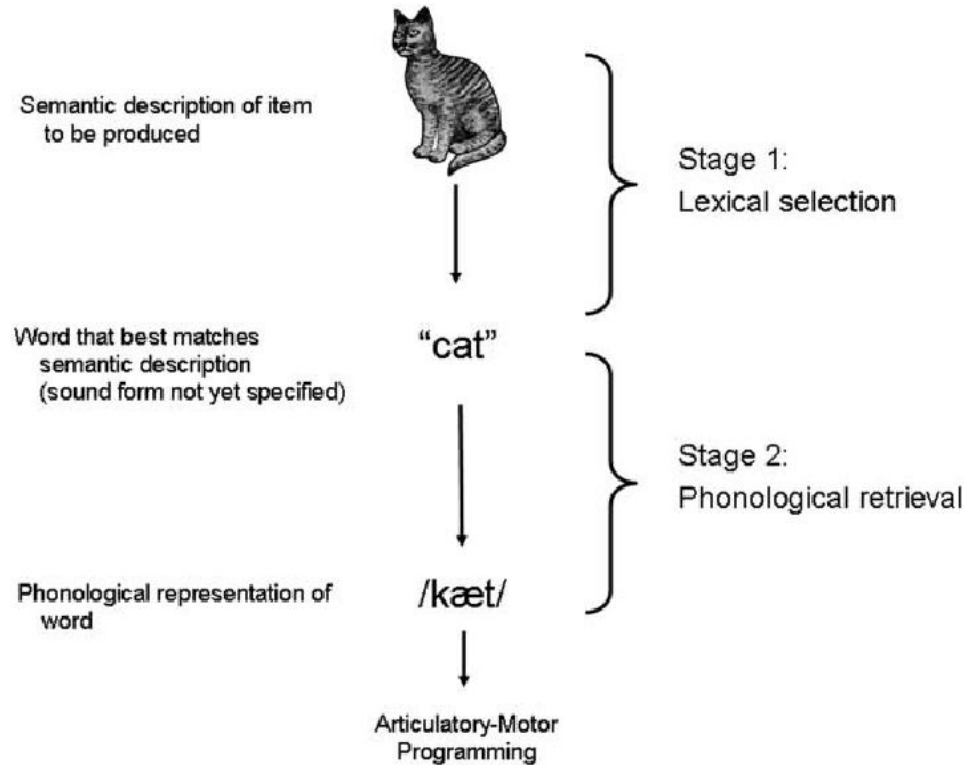 Semantic description of item
to be produced
Stage 1:
Lexical selection
Word that best matches
semantic description
(sound form not yet specified)
“cat”
Stage 2:
Phonological retrieval
Phonological representation of
word
/kæt/
Articulatory-Motor
Programming